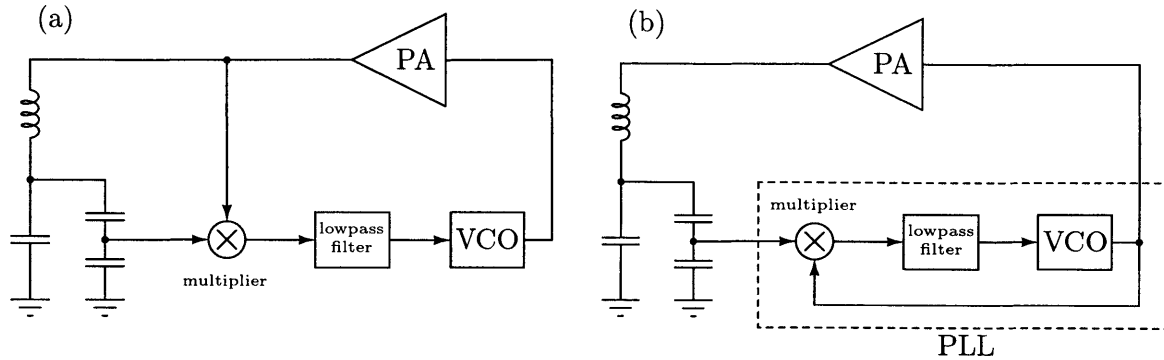 (a)
PA
lowpass
filter
VCO
multiplier
(b)
PA
multiplier
lowpass
filter
VCO
PLL